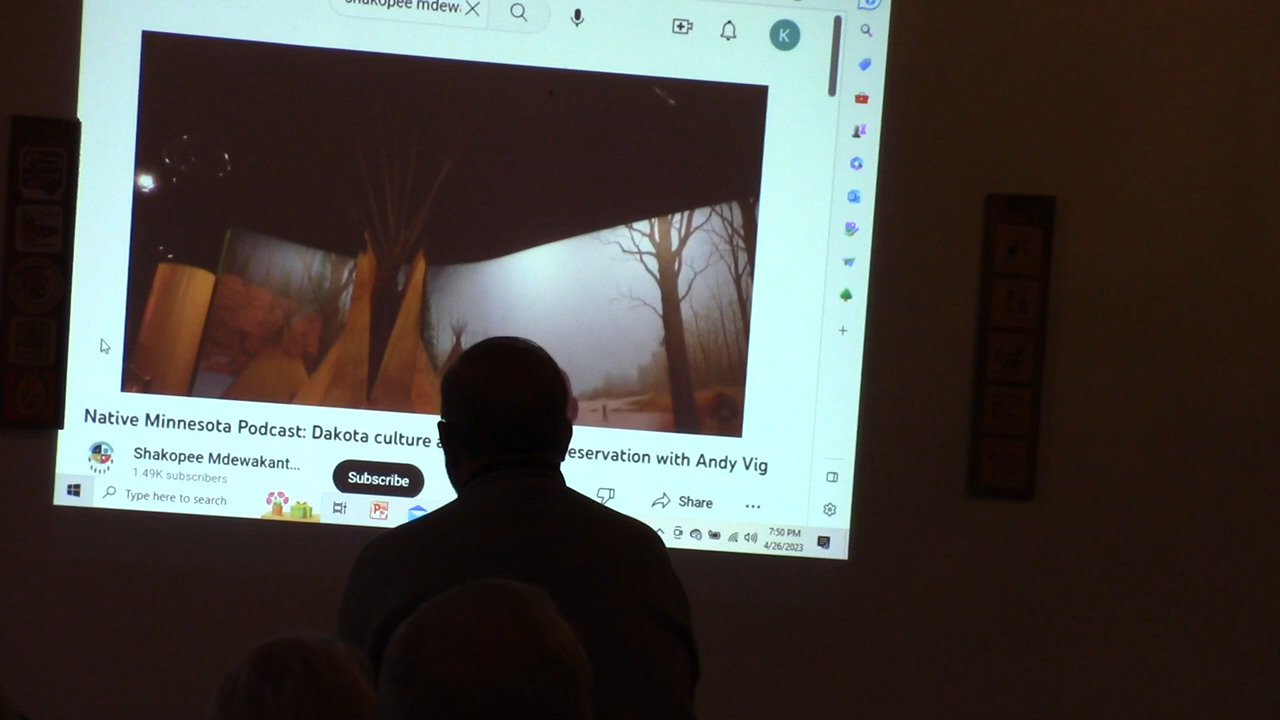 shakopee mdew
K
Native Minnesota Podcast: Dakota culture a eservation with Andy Vig
Shakopee Mdewakant...
1.49K subscribers
Subscribe
Share
...
Type here to search
7:50 PM
4/26/2023